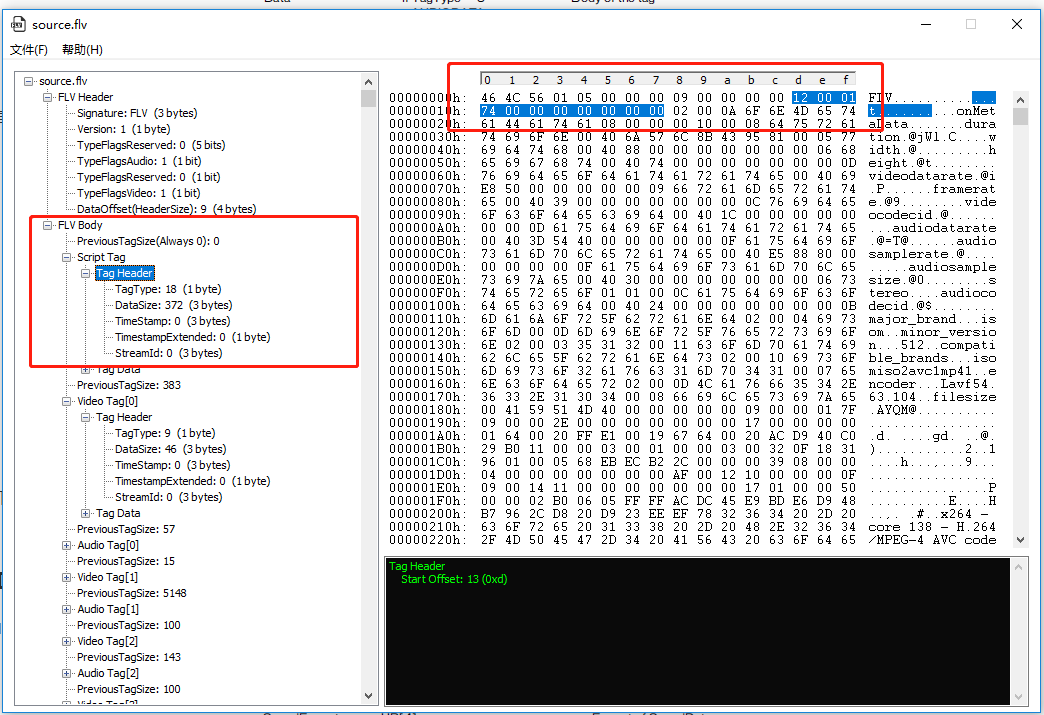 source.flv
文件(F) 帮助(H)
source.flv
FLV Header
Signature: FLV (3 bytes)
Version: 1 (1 byte)
TypeFlagsReserved: 0 (5 bits)
TypeFlagsAudio: 1 (1 bit)
TypeFlagsReserved: 0 (1 bit)
TypeFlagsVideo: 1 (1 bit)
DataOffset(HeaderSize): 9 (4 bytes)
FLV Body
PreviousTagSize(Always 0): 0
Script Tag
Tag Header
TagType: 18 (1 byte)
DataSize: 372 (3 bytes)
TimeStamp: 0 (3 bytes)
TimestampExtended: 0 (1 byte)
StreamId: 0 (3 bytes)
Tag Data
PreviousTagSize: 383
Video Tag[0]
Tag Header
TagType: 9 (1 byte)
DataSize: 46 (3 bytes)
TimeStamp: 0 (3 bytes)
TimestampExtended: 0 (1 byte)
StreamId: 0 (3 bytes)
Tag Data
PreviousTagSize: 57
Audio Tag[0]
PreviousTagSize: 15
Video Tag[1]
PreviousTagSize: 5148
Audio Tag[1]
PreviousTagSize: 100
Video Tag[2]
PreviousTagSize: 143
Audio Tag[2]
PreviousTagSize: 100
0 1 2 3 4 5 6 7 8 9 a b c d e f
00000000h: 46 4C 56 01 05 00 00 00 09 00 00 00 00 12 00 01 FLV.............
00000010h: 74 00 00 00 00 00 00 00 02 00 0A 6F 6E 4D 65 74 t..........onMet
00000020h: 61 44 61 74 61 08 00 00 00 10 00 08 64 75 72 61 aData.......dura
00000030h: 74 69 6F 6E 00 40 6A 57 6C 8B 43 95 81 00 05 77 tion.@jWl.C....w
00000040h: 69 64 74 68 00 40 88 00 00 00 00 00 00 00 06 68 idth.@.........h
00000050h: 65 69 67 68 74 00 40 74 00 00 00 00 00 00 00 0D eight.@t........
00000060h: 76 69 64 65 6F 64 61 74 61 72 61 74 65 00 40 69 videodatarate.@i
00000070h: E8 50 00 00 00 00 00 09 66 72 61 6D 65 72 61 74 .P......framerat
00000080h: 65 00 40 39 00 00 00 00 00 00 00 0C 76 69 64 65 e.@9........vide
00000090h: 6F 63 6F 64 65 63 69 64 00 40 1C 00 00 00 00 00 ocodecid.@......
000000A0h: 00 00 0D 61 75 64 69 6F 64 61 74 61 72 61 74 65 ...audiodatarate
000000B0h: 00 40 3D 54 40 00 00 00 00 00 0F 61 75 64 69 6F .@=T@......audio
000000C0h: 73 61 6D 70 6C 65 72 61 74 65 00 40 E5 88 80 00 samplerate.@....
000000D0h: 00 00 00 00 0F 61 75 64 69 6F 73 61 6D 70 6C 65 .....audiosample
000000E0h: 73 69 7A 65 00 40 30 00 00 00 00 00 00 00 06 73 size.@0........s
000000F0h: 74 65 72 65 6F 01 01 00 0C 61 75 64 69 6F 63 6F tereo....audioco
00000100h: 64 65 63 69 64 00 40 24 00 00 00 00 00 00 00 0B decid.@$........
00000110h: 6D 61 6A 6F 72 5F 62 72 61 6E 64 02 00 04 69 73 major_brand...is
00000120h: 6F 6D 00 0D 6D 69 6E 6F 72 5F 76 65 72 73 69 6F om..minor_versio
00000130h: 6E 02 00 03 35 31 32 00 11 63 6F 6D 70 61 74 69 n...512..compati
00000140h: 62 6C 65 5F 62 72 61 6E 64 73 02 00 10 69 73 6F ble_brands...iso
00000150h: 6D 69 73 6F 32 61 76 63 31 6D 70 34 31 00 07 65 miso2avc1mp41..e
00000160h: 6E 63 6F 64 65 72 02 00 0D 4C 61 76 66 35 34 2E ncoder...Lavf54.
00000170h: 36 33 2E 31 30 34 00 08 66 69 6C 65 73 69 7A 65 63.104..filesize
00000180h: 00 41 59 51 4D 40 00 00 00 00 00 09 00 00 01 7F .AYQM@..........
00000190h: 09 00 00 2E 00 00 00 00 00 00 00 17 00 00 00 00 ................
000001A0h: 01 64 00 20 FF E1 00 19 67 64 00 20 AC D9 40 C0 .d. ....gd. ..@.
000001B0h: 29 B0 11 00 00 03 00 01 00 00 03 00 32 0F 18 31 )...........2..1
000001C0h: 96 01 00 05 68 EB EC B2 2C 00 00 00 39 08 00 00 ....h...,...9...
000001D0h: 04 00 00 00 00 00 00 00 AF 00 12 10 00 00 00 0F ................
000001E0h: 09 00 14 11 00 00 00 00 00 00 00 17 01 00 00 50 ...............P
000001F0h: 00 00 02 B0 06 05 FF FF AC DC 45 E9 BD E6 D9 48 ..........E....H
00000200h: B7 96 2C D8 20 D9 23 EE EF 78 32 36 34 20 2D 20 ..,. .#..x264 -
00000210h: 63 6F 72 65 20 31 33 38 20 2D 20 48 2E 32 36 34 core 138 - H.264
00000220h: 2F 4D 50 45 47 2D 34 20 41 56 43 20 63 6F 64 65 /MPEG-4 AVC code
Tag Header
Start Offset: 13 (0xd)